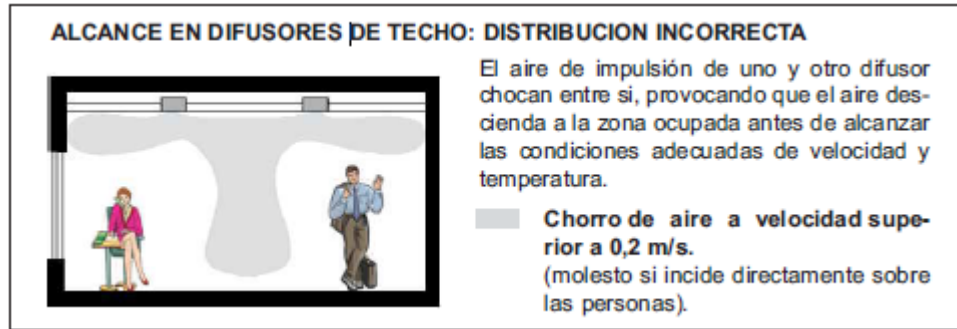 ALCANCE EN DIFUSORES DE TECHO: DISTRIBUCION INCORRECTA
El aire de impulsión de uno y otro difusor
chocan entre si, provocando que el aire des-
cienda a la zona ocupada antes de alcanzar
las condiciones adecuadas de velocidad y
temperatura.
Chorro de aire a velocidad supe-
rior a 0,2 m/s.
(molesto si incide directamente sobre
las personas).